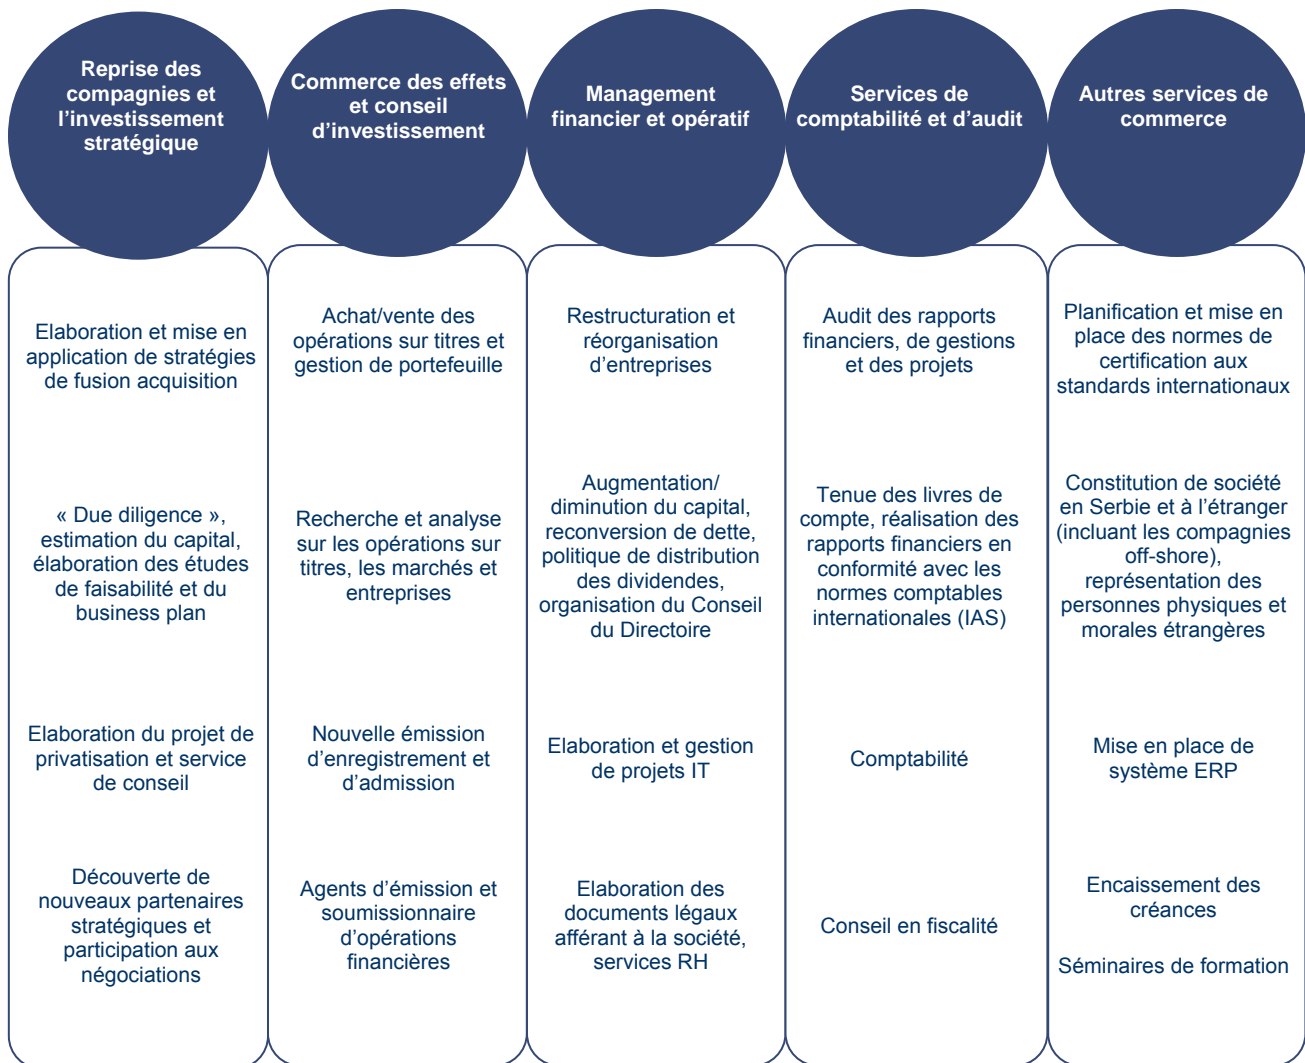 Reprise des
compagnies et
l’investissement
stratégique
Commerce des effets
et conseil
d’investissement
Management
financier et opératif
Services de
comptabilité et d’audit
Autres services de
commerce
Elaboration et mise en
application de stratégies
de fusion acquisition
« Due diligence »,
estimation du capital,
élaboration des études
de faisabilité et du
business plan
Elaboration du projet de
privatisation et service
de conseil
Découverte de
nouveaux partenaires
stratégiques et
participation aux
négociations
Achat/vente des
opérations sur titres et
gestion de portefeuille
Recherche et analyse
sur les opérations sur
titres, les marchés et
entreprises
Nouvelle émission
d’enregistrement et
d’admission
Agents d’émission et
soumissionnaire
d’opérations
financières
Restructuration et
réorganisation
d’entreprises
Augmentation/
diminution du capital,
reconversion de dette,
politique de distribution
des dividendes,
organisation du Conseil
du Directoire
Elaboration et gestion
de projets IT
Elaboration des
documents légaux
afférant à la société,
services RH
Audit des rapports
financiers, de gestions
et des projets
Tenue des livres de
compte, réalisation des
rapports financiers en
conformité avec les
normes comptables
internationales (IAS)
Comptabilité
Conseil en fiscalité
Planification et mise en
place des normes de
certification aux
standards internationaux
Constitution de société
en Serbie et à l’étranger
(incluant les compagnies
off-shore),
représentation des
personnes physiques et
morales étrangères
Mise en place de
système ERP
Encaissement des
créances
Séminaires de formation